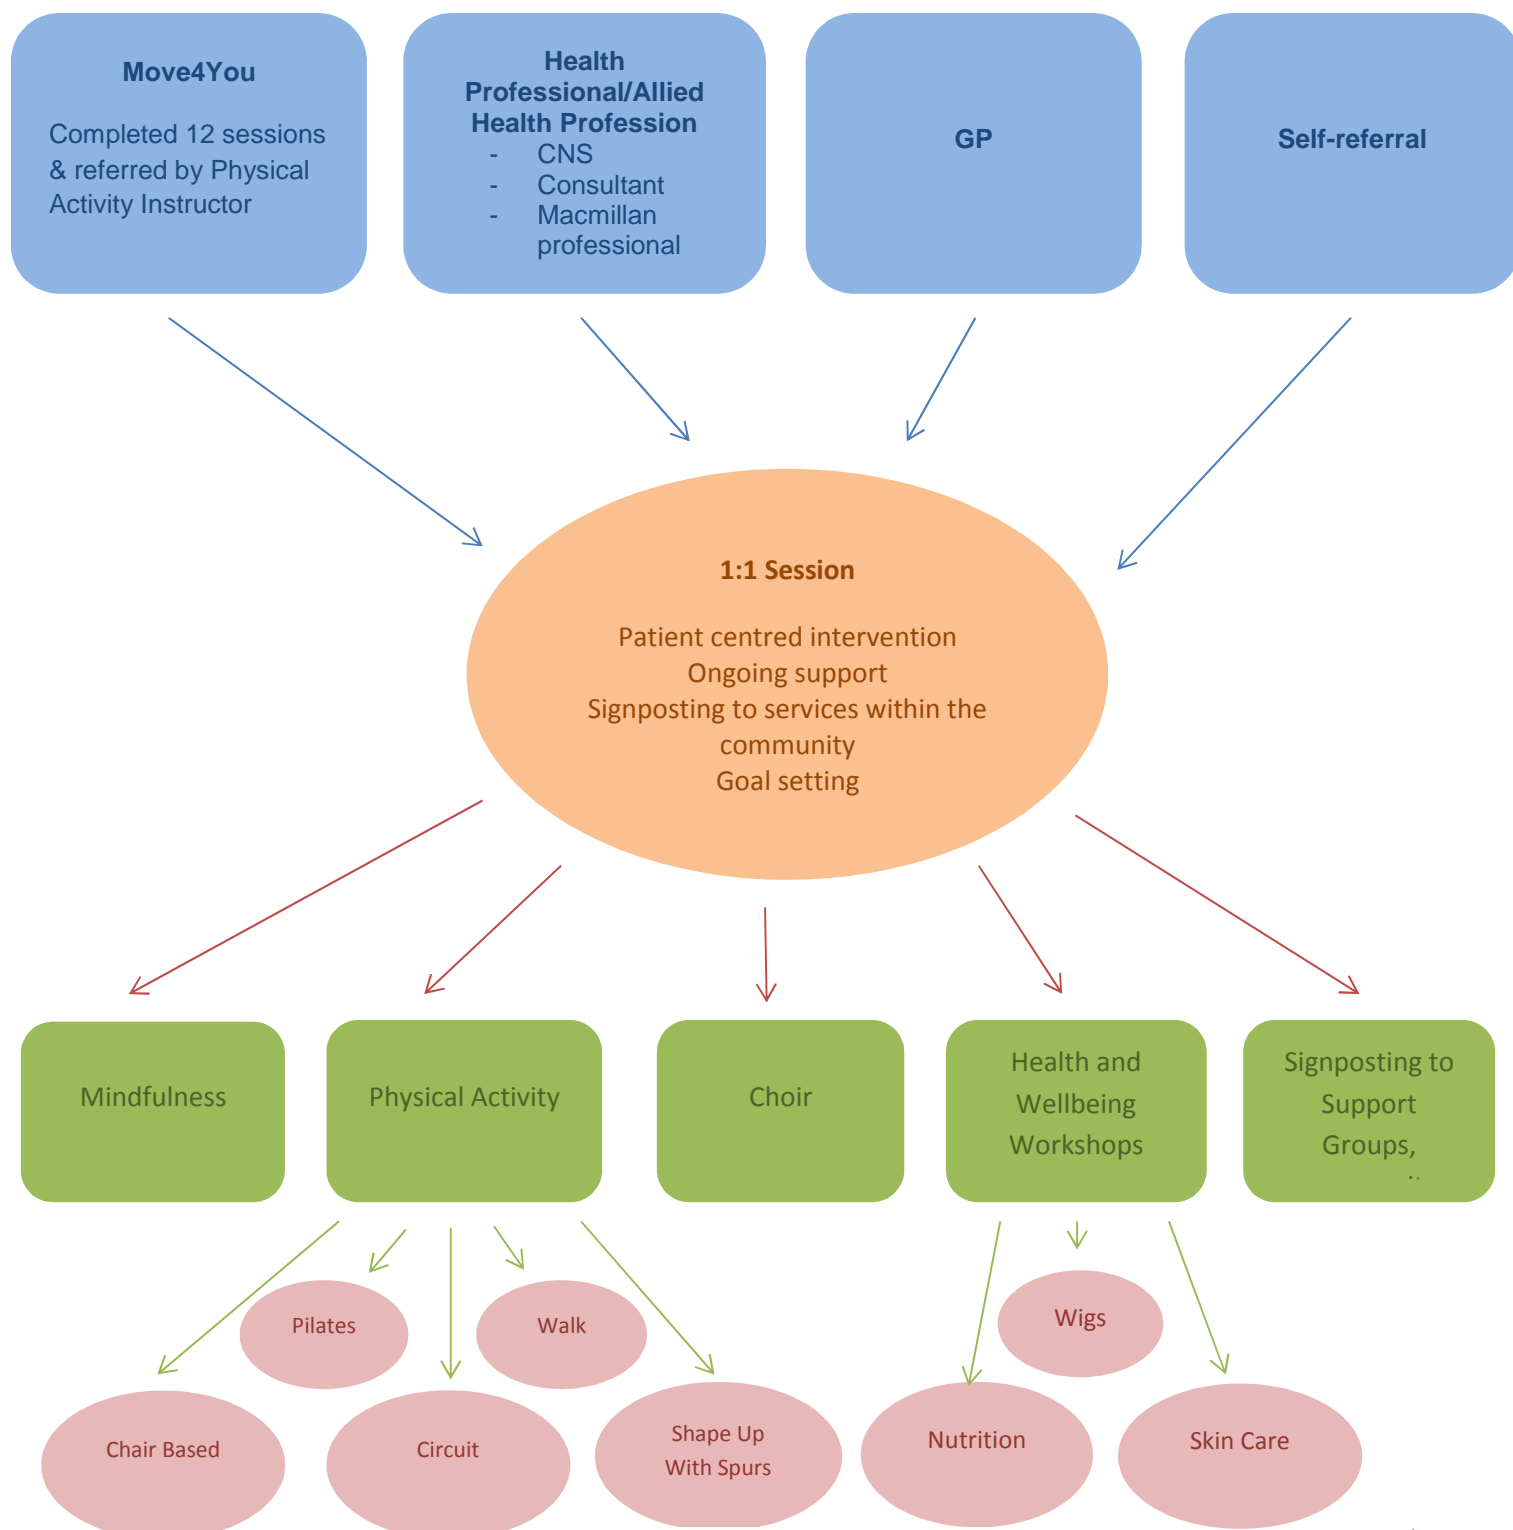 Move4You
Completed 12 sessions
& referred by Physical
Activity Instructor
Health
Professional/Allied
Health Profession
- CNS
- Consultant
- Macmillan
professional
GP
Self-referral
1:1 Session
Patient centred intervention
Ongoing support
Signposting to services within the
community
Goal setting
Mindfulness
Physical Activity
Choir
Health and
Wellbeing
Workshops
Signposting to
Support
Groups,
Pilates
Walk
Wigs
Chair Based
Circuit
Shape Up
With Spurs
Nutrition
Skin Care